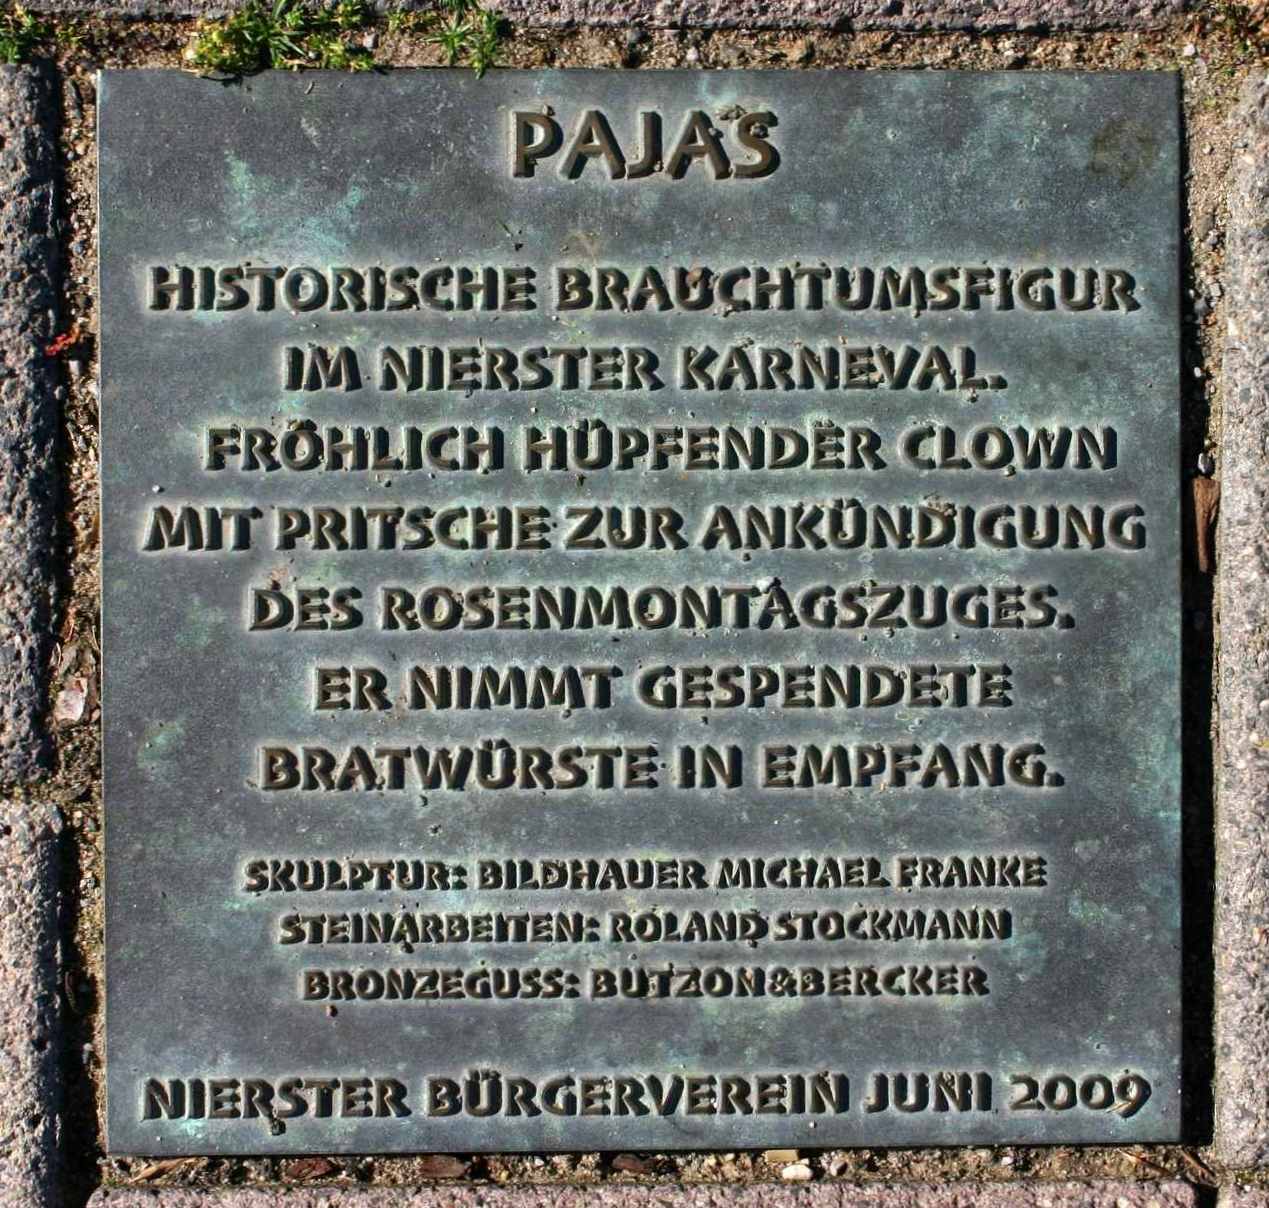 PAJAS
HISTORISCHE BRAUCHTUMSFIGUR
IM NIERSTER KARNEVAL.
FRÖHLICH HÜPFENDER CLOWN
MIT PRITSCHE ZUR ANKÜNDIGUNG
DES ROSENMONTAGSZUGES.
ER NIMMT GESPENDETE
BRATWÜRSTE IN EMPFANG.
SKULPTUR: BILDHAUER MICHAEL FRANKE
STEINARBEITEN: ROLAND STOCKMANN
BRONZEGUSS: BUTZON&BERCKER
NIERSTER BÜRGERVEREIN JUNI 2009